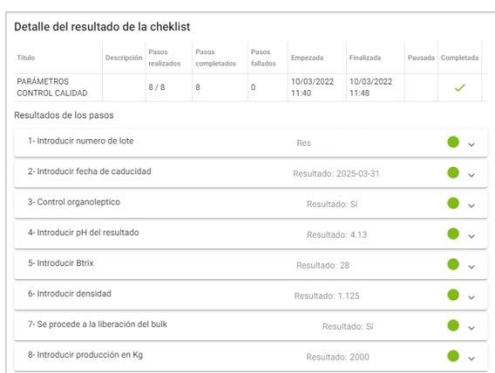 Detalle del resultado de la cheklist
Título Descripción Pasos realizados Pasos completados Pasos fallados Empezada Finalizada Pausada Completada
PARÁMETROS CONTROL CALIDAD 8 / 8 8 0 10/03/2022 11:40 10/03/2022 11:48
Resultados de los pasos
1- Introducir numero de lote Res
2- Introducir fecha de caducidad Resultado: 2025-03-31
3- Control organoleptico Resultado: Sí
4- Introducir pH del resultado Resultado: 4.13
5- Introducir Btrix Resultado: 28
6- Introducir densidad Resultado: 1.125
7- Se procede a la liberación del bulk Resultado: Sí
8- Introducir producción en Kg Resultado: 2000